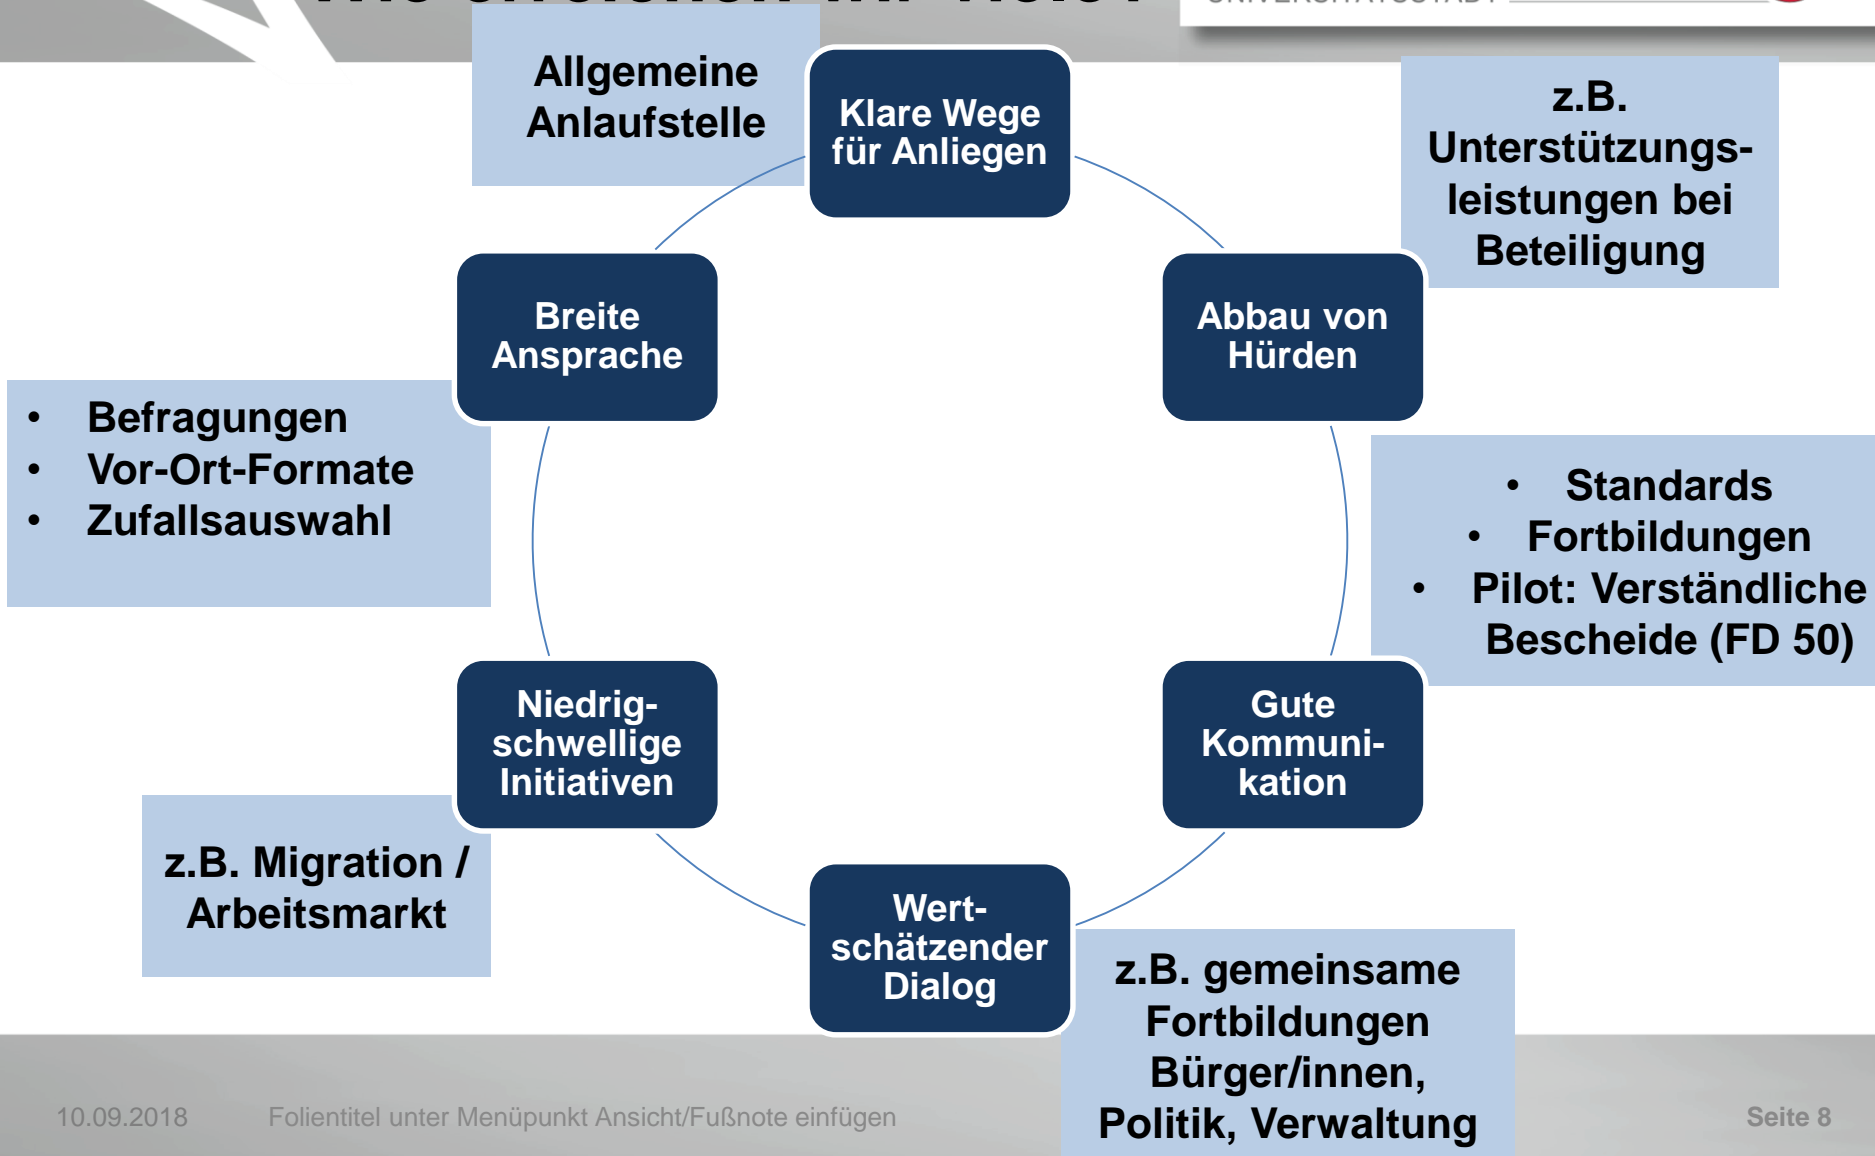 Allgemeine
Anlaufstelle
Klare Wege
für Anliegen
z.B.
Unterstützungs-
leistungen bei
Beteiligung
Breite
Ansprache
Abbau von
Hürden
• Befragungen
• Vor-Ort-Formate
• Zufallsauswahl
• Standards
• Fortbildungen
• Pilot: Verständliche
Bescheide (FD 50)
Niedrig-
schwellige
Initiativen
Gute
Kommuni-
kation
z.B. Migration /
Arbeitsmarkt
Wert-
schätzender
Dialog
z.B. gemeinsame
Fortbildungen
Bürger/innen,
Politik, Verwaltung
10.09.2018
Folientitel unter Menüpunkt Ansicht/Fußnote einfügen
Seite 8